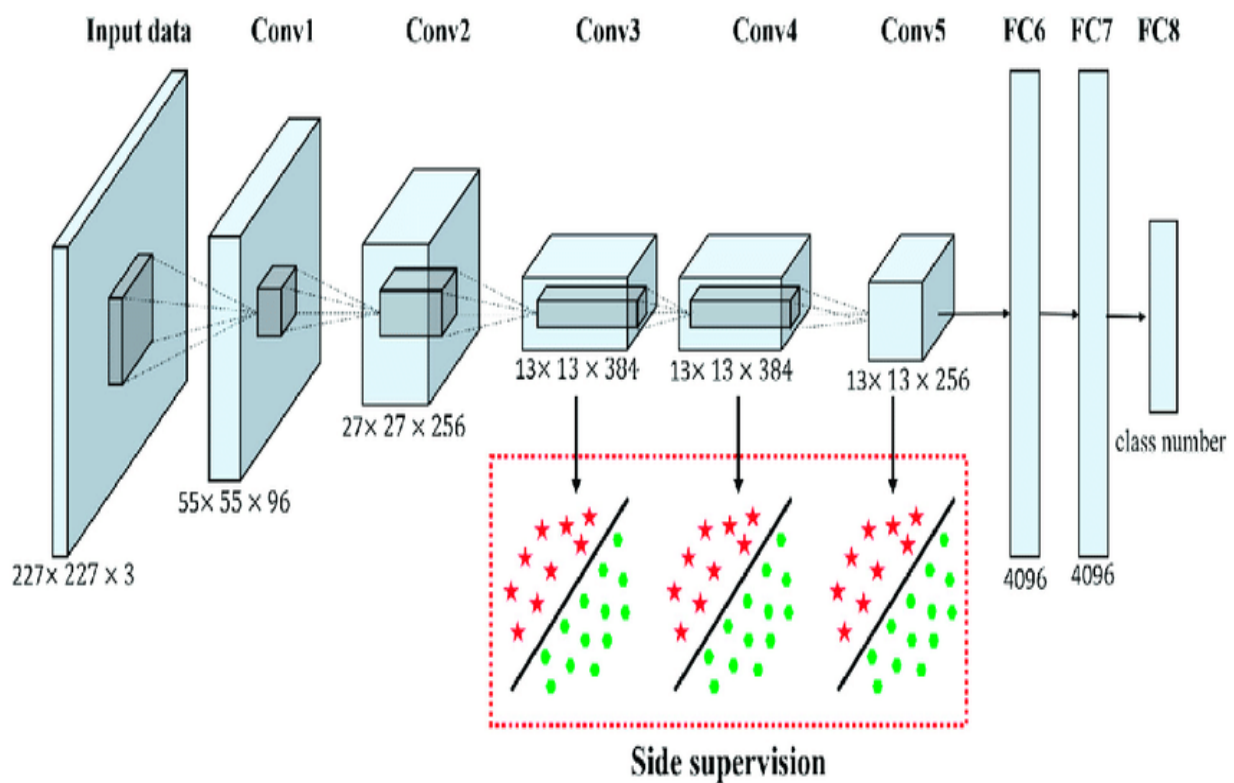 Input data Conv1 Conv2 Conv3 Conv4 Conv5 FC6 FC7 FC8
13× 13 × 384 13× 13 × 384 13× 13 × 256
27× 27 × 256
class number
55× 55 × 96
227× 227 × 3
4096 4096
Side supervision